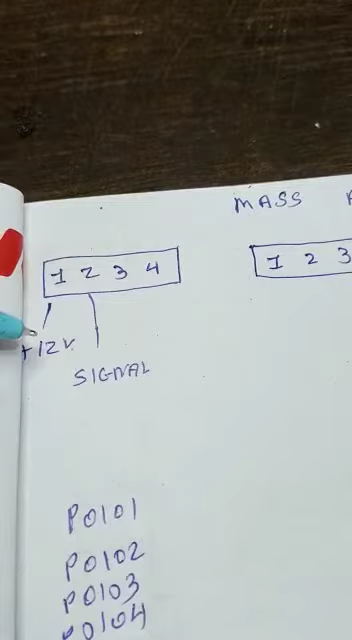 MASS
1 2 3 4
1 2 3
+12V.
SIGNAL
P0101
P0102
P0103
P0104